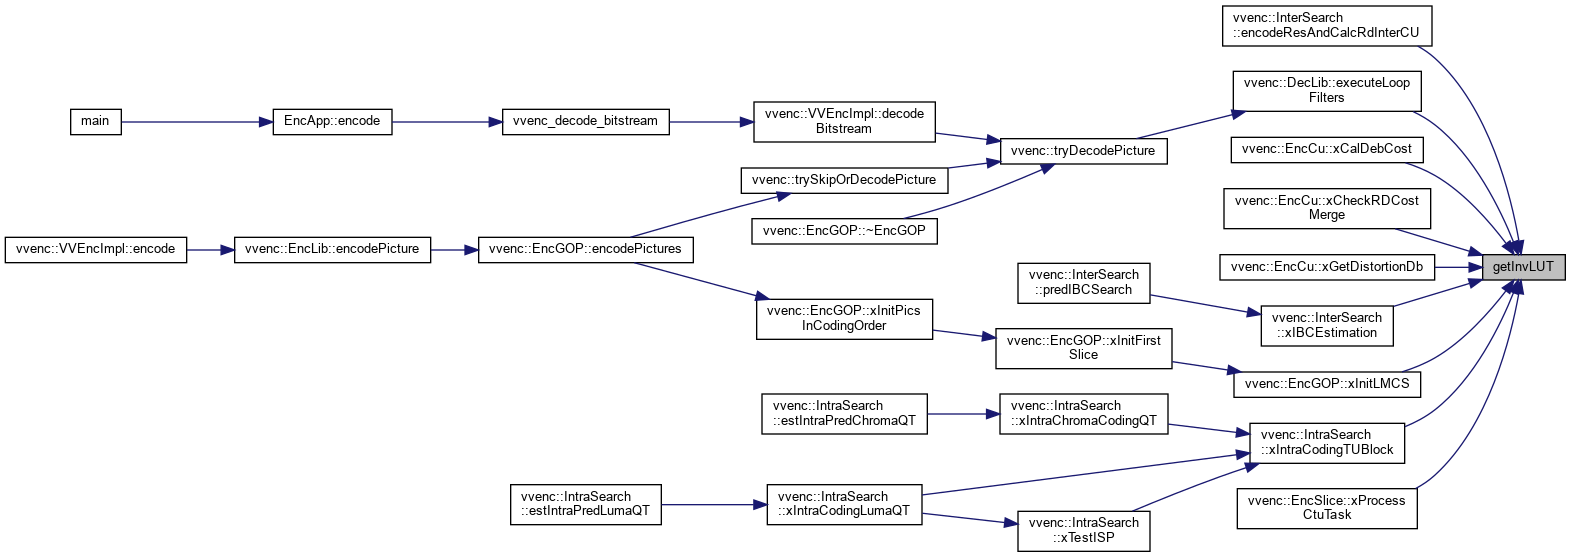 vvenc::InterSearch
::encodeResAndCalcRdInterCU
vvenc::DecLib::executeLoop
Filters
main
EncApp::encode
vvenc_decode_bitstream
vvenc::VVEncImpl::decode
Bitstream
vvenc::tryDecodePicture
vvenc::EncCu::xCalDebCost
vvenc::trySkipOrDecodePicture
vvenc::EncCu::xCheckRDCost
Merge
vvenc::EncGOP::~EncGOP
vvenc::VVEncImpl::encode
vvenc::EncLib::encodePicture
vvenc::EncGOP::encodePictures
vvenc::EncCu::xGetDistortionDb
getInvLUT
vvenc::InterSearch
::predIBCSearch
vvenc::InterSearch
::xIBCEstimation
vvenc::EncGOP::xInitPics
InCodingOrder
vvenc::EncGOP::xInitFirst
Slice
vvenc::EncGOP::xInitLMCS
vvenc::IntraSearch
::estIntraPredChromaQT
vvenc::IntraSearch
::xIntraChromaCodingQT
vvenc::IntraSearch
::xIntraCodingTUBlock
vvenc::IntraSearch
::estIntraPredLumaQT
vvenc::IntraSearch
::xIntraCodingLumaQT
vvenc::IntraSearch
::xTestISP
vvenc::EncSlice::xProcess
CtuTask